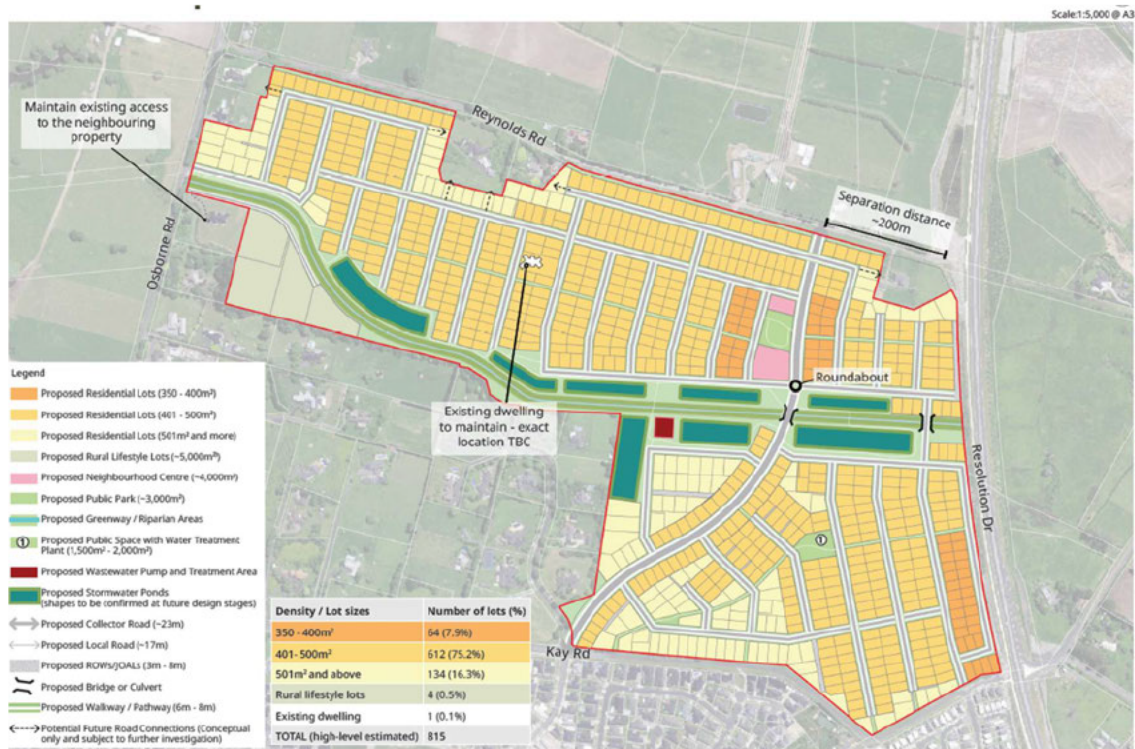 Scale:1:5,000 @ A3
Maintain existing access
to the neighbouring
property
Reynolds Rd
Separation distance
~200m
Osborne Rd
Roundabout
Existing dwelling
to maintain - exact
location TBC
Resolution Dr
①
Kay Rd
Legend
Proposed Residential Lots (350 - 400m²)
Proposed Residential Lots (401 - 500m²)
Proposed Residential Lots (501m² and more)
Proposed Rural Lifestyle Lots (~5,000m²)
Proposed Neighbourhood Centre (~4,000m²)
Proposed Public Park (~3,000m²)
Proposed Greenway / Riparian Areas
① Proposed Public Space with Water Treatment
Plant (1,500m² - 2,000m²)
Proposed Wastewater Pump and Treatment Area
Proposed Stormwater Ponds
(shapes to be confirmed at future design stages)
Proposed Collector Road (~23m)
Proposed Local Road (~17m)
Proposed ROWs/JOALs (3m - 8m)
Proposed Bridge or Culvert
Proposed Walkway / Pathway (6m - 8m)
Potential Future Road Connections (Conceptual
only and subject to further investigation)
Density / Lot sizes Number of lots (%)
350 - 400m² 64 (7.9%)
401- 500m² 612 (75.2%)
501m² and above 134 (16.3%)
Rural lifestyle lots 4 (0.5%)
Existing dwelling 1 (0.1%)
TOTAL (high-level estimated) 815